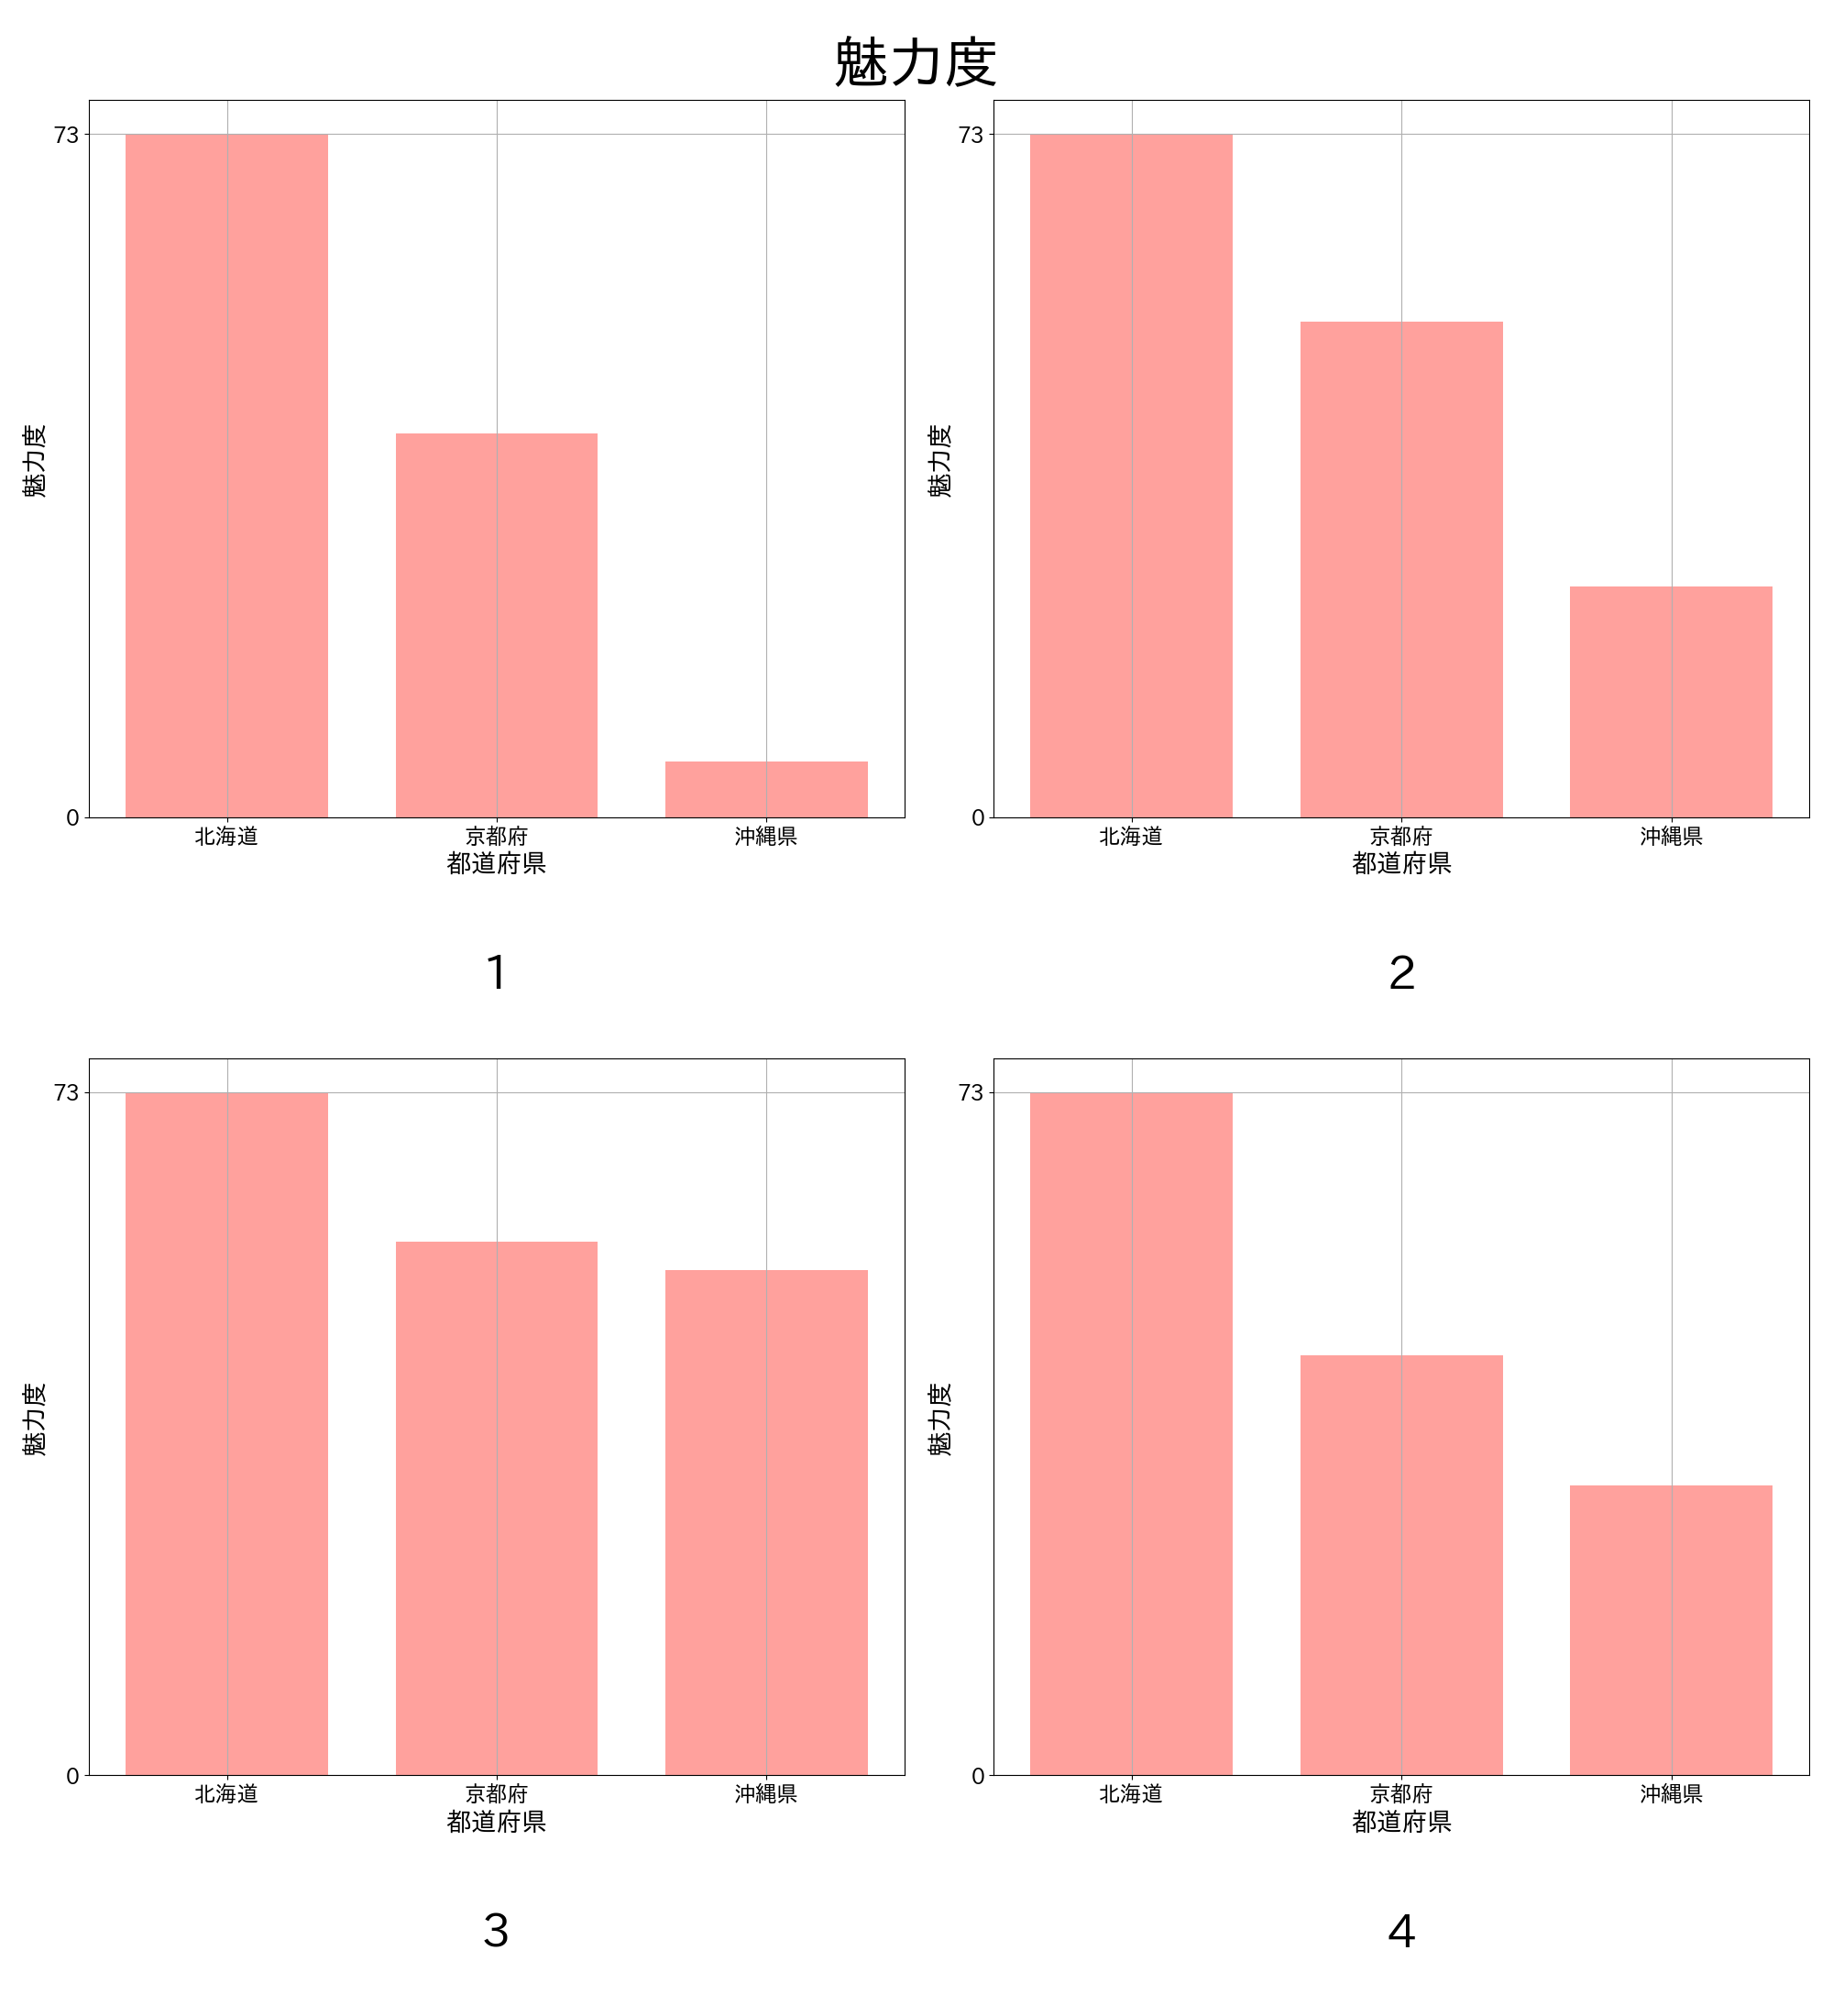 魅力度
73
魅力度
0
北海道 京都府 沖縄県
都道府県
1
73
魅力度
0
北海道 京都府 沖縄県
都道府県
2
73
魅力度
0
北海道 京都府 沖縄県
都道府県
3
73
魅力度
0
北海道 京都府 沖縄県
都道府県
4